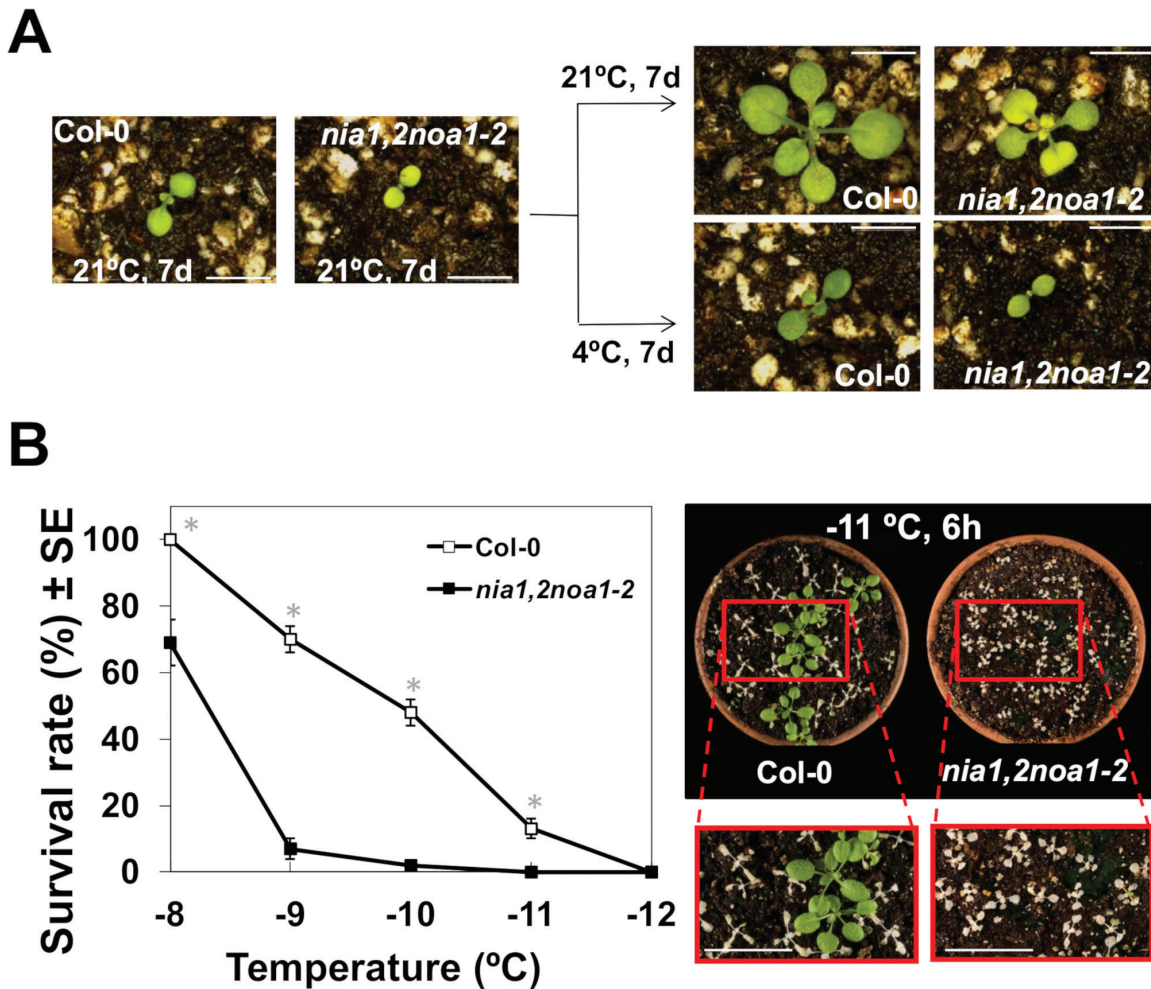 A
Col-0
21ºC, 7d
nia1,2noa1-2
21ºC, 7d
21ºC, 7d
4ºC, 7d
Col-0
nia1,2noa1-2
Col-0
nia1,2noa1-2
B
Survival rate (%) ± SE
100
80
60
40
20
0
-8
-9
-10
-11
-12
Temperature (ºC)
*
*
*
*
Col-0
nia1,2noa1-2
-11 ºC, 6h
Col-0
nia1,2noa1-2